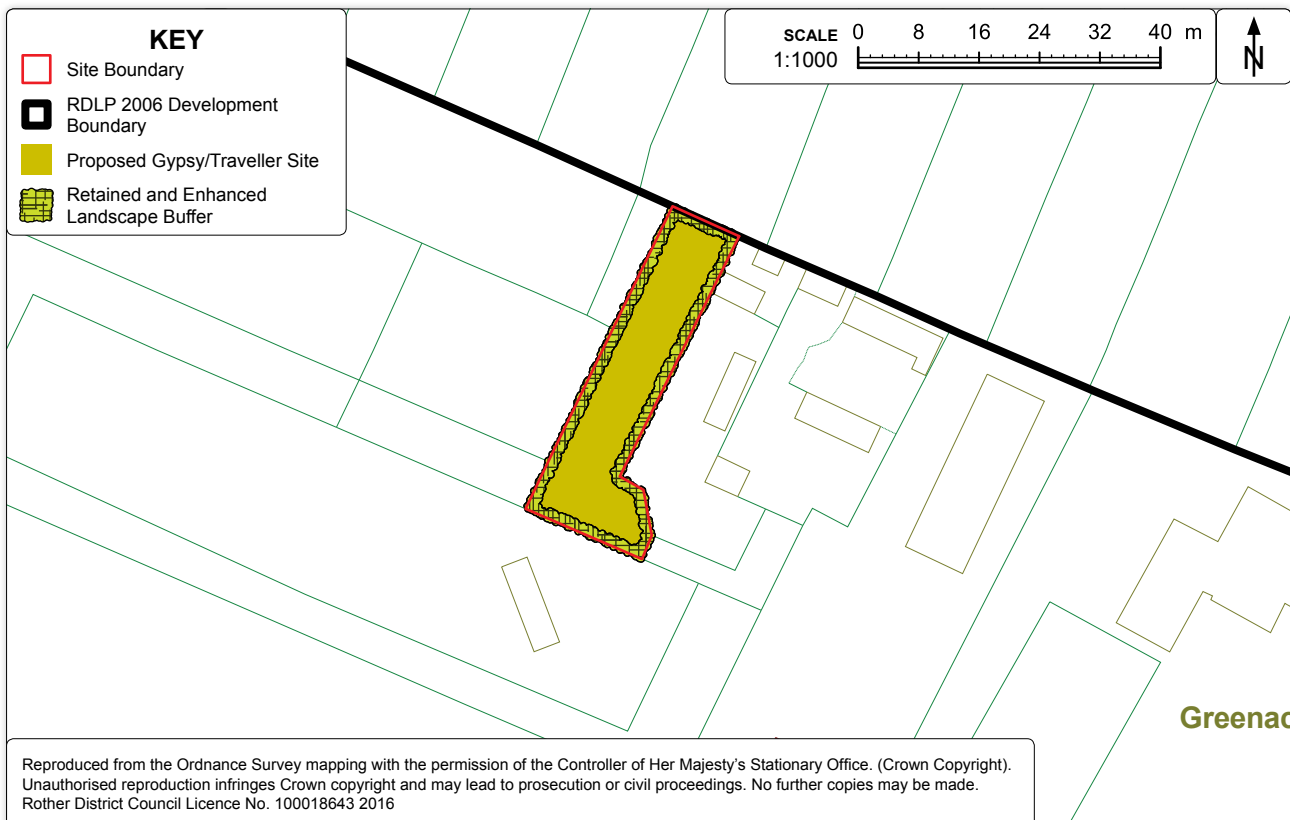 KEY
Site Boundary
RDLP 2006 Development
Boundary
Proposed Gypsy/Traveller Site
Retained and Enhanced
Landscape Buffer
SCALE 0 8 16 24 32 40 m
1:1000
N
Greenac
Reproduced from the Ordnance Survey mapping with the permission of the Controller of Her Majesty's Stationary Office. (Crown Copyright).
Unauthorised reproduction infringes Crown copyright and may lead to prosecution or civil proceedings. No further copies may be made.
Rother District Council Licence No. 100018643 2016